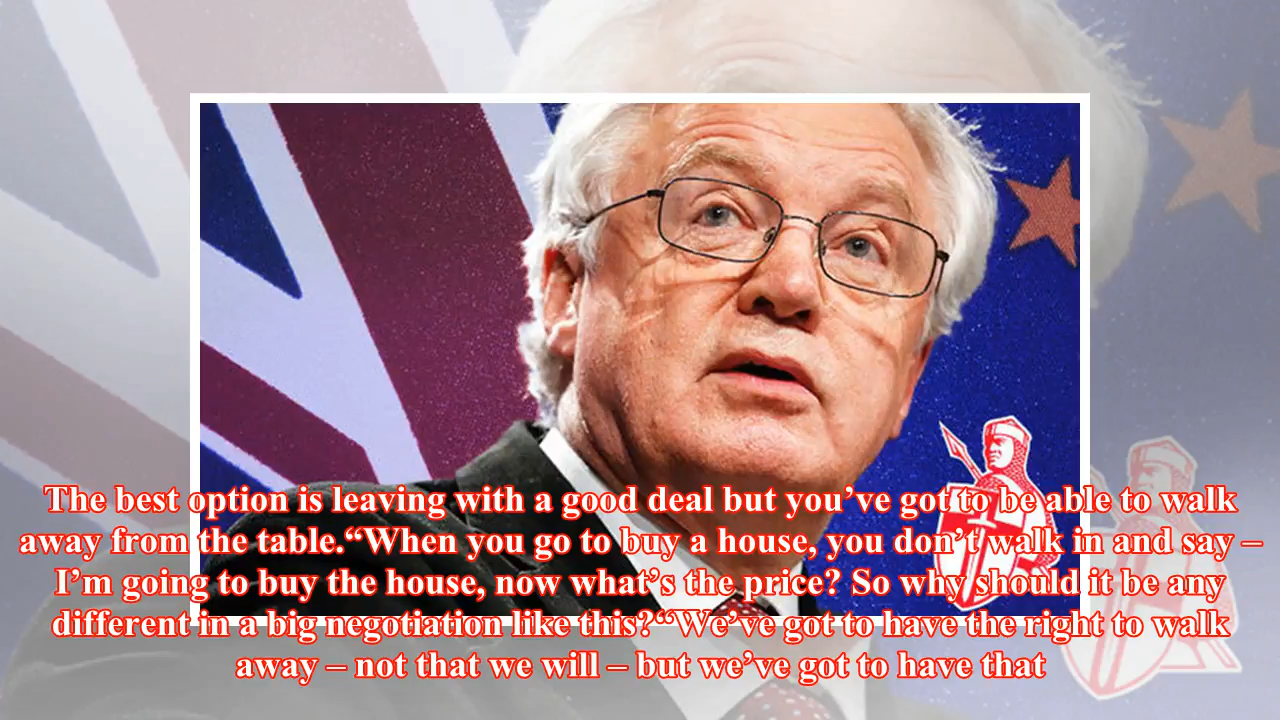 The best option is leaving with a good deal but you’ve got to be able to walk
away from the table.“When you go to buy a house, you don’t walk in and say –
I’m going to buy the house, now what’s the price? So why should it be any
different in a big negotiation like this?“We’ve got to have the right to walk
away – not that we will – but we’ve got to have that